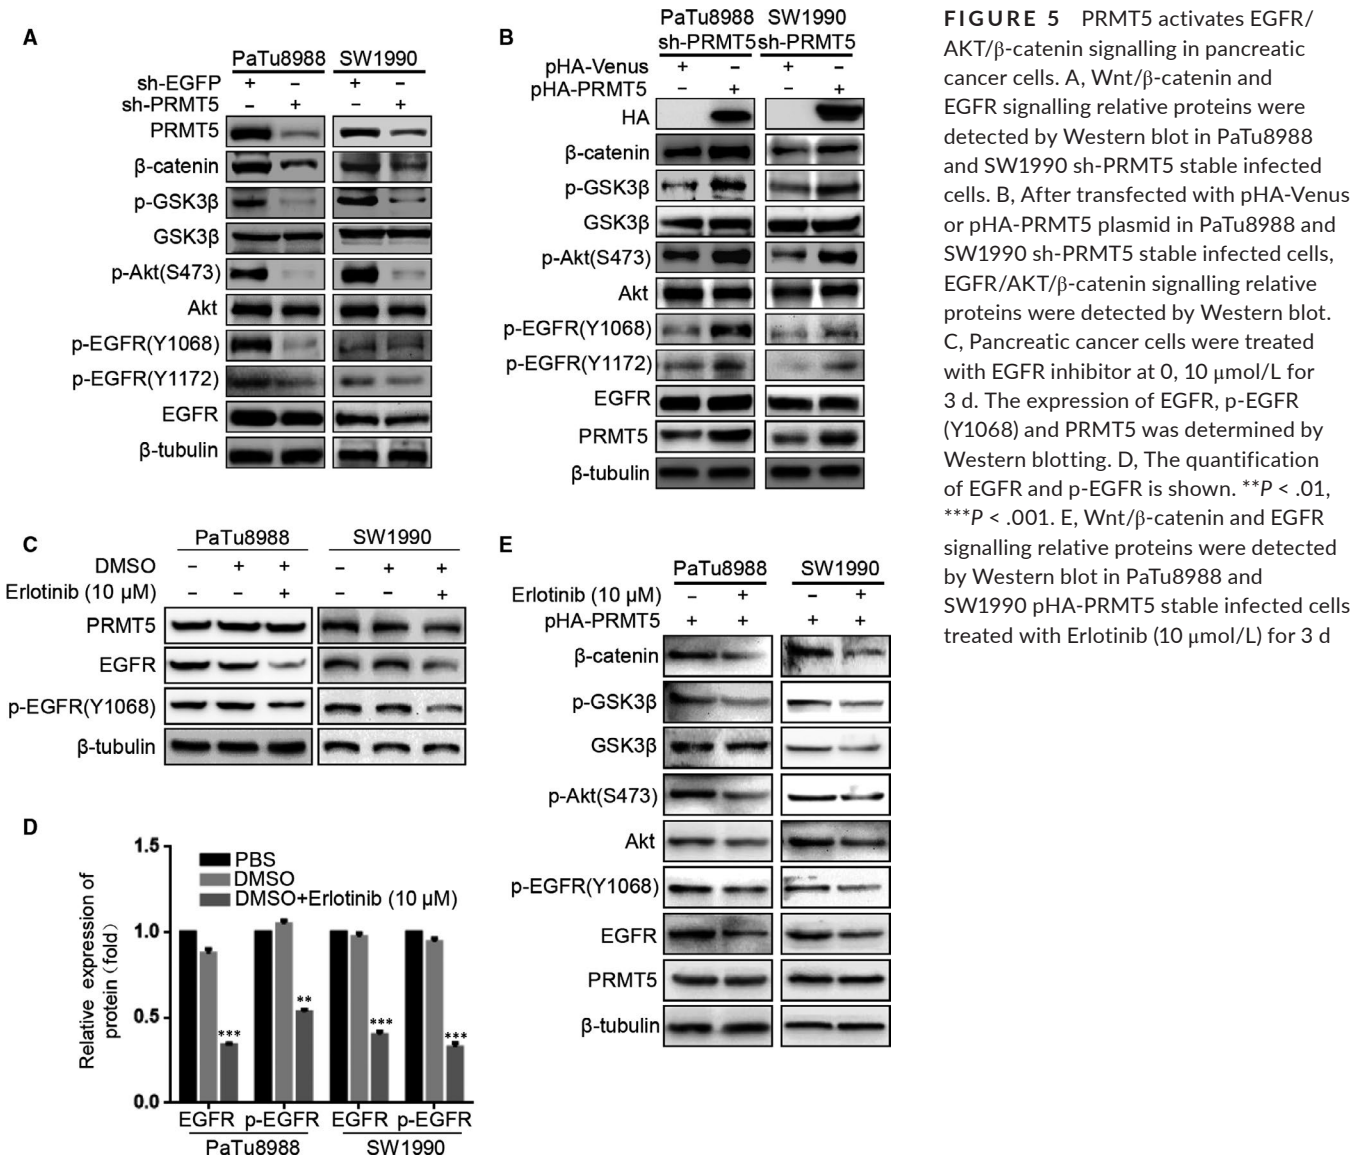 A
PaTu8988 SW1990
sh-EGFP + − + −
sh-PRMT5 − + − +
PRMT5
β-catenin
p-GSK3β
GSK3β
p-Akt(S473)
Akt
p-EGFR(Y1068)
p-EGFR(Y1172)
EGFR
β-tubulin
B
PaTu8988 SW1990
sh-PRMT5 sh-PRMT5
pHA-Venus + − + −
pHA-PRMT5 − + − +
HA
β-catenin
p-GSK3β
GSK3β
p-Akt(S473)
Akt
p-EGFR(Y1068)
p-EGFR(Y1172)
EGFR
PRMT5
β-tubulin
C
PaTu8988 SW1990
DMSO − + + − + +
Erlotinib (10 μM) − − + − − +
PRMT5
EGFR
p-EGFR(Y1068)
β-tubulin
D
Relative expression of
protein (fold)
1.5
1.0
0.5
0.0
PBS
DMSO
DMSO+Erlotinib (10 μM)
*** ** *** ***
EGFR p-EGFR EGFR p-EGFR
PaTu8988 SW1990
E
PaTu8988 SW1990
Erlotinib (10 μM) − + − +
pHA-PRMT5 + + + +
β-catenin
p-GSK3β
GSK3β
p-Akt(S473)
Akt
p-EGFR(Y1068)
EGFR
PRMT5
β-tubulin
FIGURE 5 PRMT5 activates EGFR/
AKT/β-catenin signalling in pancreatic
cancer cells. A, Wnt/β-catenin and
EGFR signalling relative proteins were
detected by Western blot in PaTu8988
and SW1990 sh-PRMT5 stable infected
cells. B, After transfected with pHA-Venus
or pHA-PRMT5 plasmid in PaTu8988 and
SW1990 sh-PRMT5 stable infected cells,
EGFR/AKT/β-catenin signalling relative
proteins were detected by Western blot.
C, Pancreatic cancer cells were treated
with EGFR inhibitor at 0, 10 μmol/L for
3 d. The expression of EGFR, p-EGFR
(Y1068) and PRMT5 was determined by
Western blotting. D, The quantification
of EGFR and p-EGFR is shown. **P < .01,
***P < .001. E, Wnt/β-catenin and EGFR
signalling relative proteins were detected
by Western blot in PaTu8988 and
SW1990 pHA-PRMT5 stable infected cells
treated with Erlotinib (10 μmol/L) for 3 d